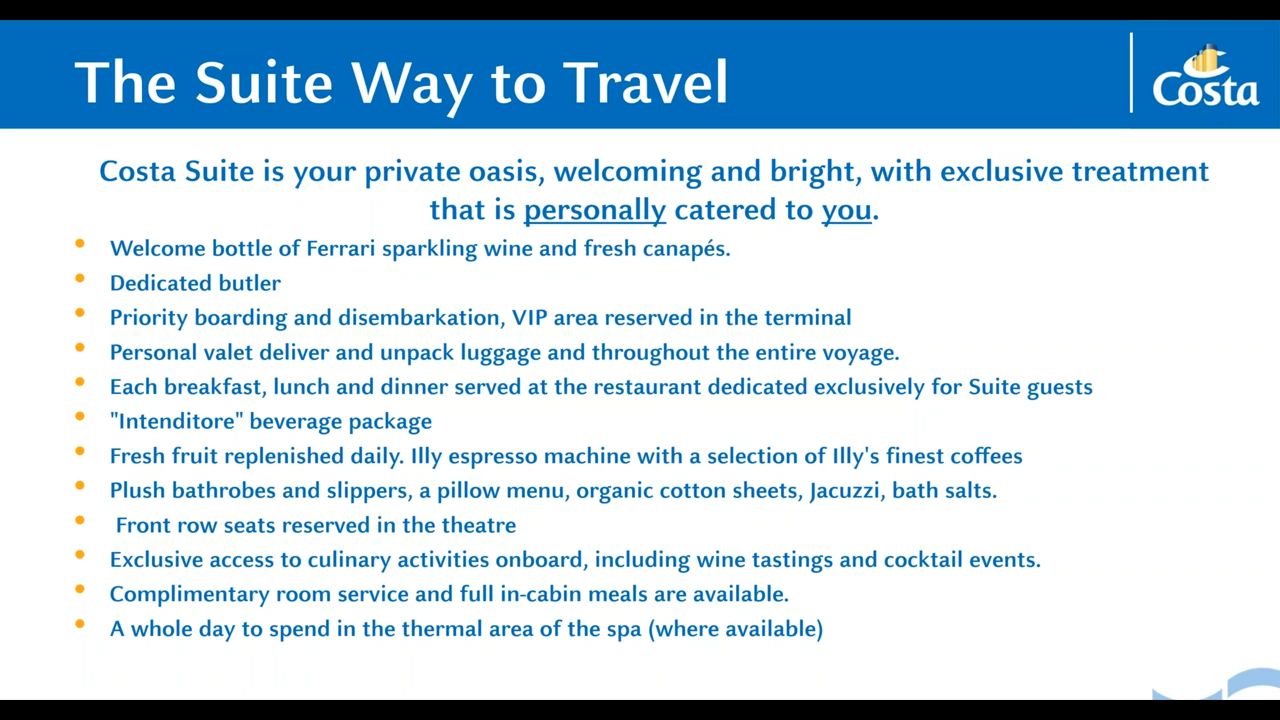 The Suite Way to Travel
Costa
Costa Suite is your private oasis, welcoming and bright, with exclusive treatment
that is personally catered to you.
• Welcome bottle of Ferrari sparkling wine and fresh canapés.
• Dedicated butler
• Priority boarding and disembarkation, VIP area reserved in the terminal
• Personal valet deliver and unpack luggage and throughout the entire voyage.
• Each breakfast, lunch and dinner served at the restaurant dedicated exclusively for Suite guests
• "Intenditore" beverage package
• Fresh fruit replenished daily. Illy espresso machine with a selection of Illy's finest coffees
• Plush bathrobes and slippers, a pillow menu, organic cotton sheets, Jacuzzi, bath salts.
• Front row seats reserved in the theatre
• Exclusive access to culinary activities onboard, including wine tastings and cocktail events.
• Complimentary room service and full in-cabin meals are available.
• A whole day to spend in the thermal area of the spa (where available)